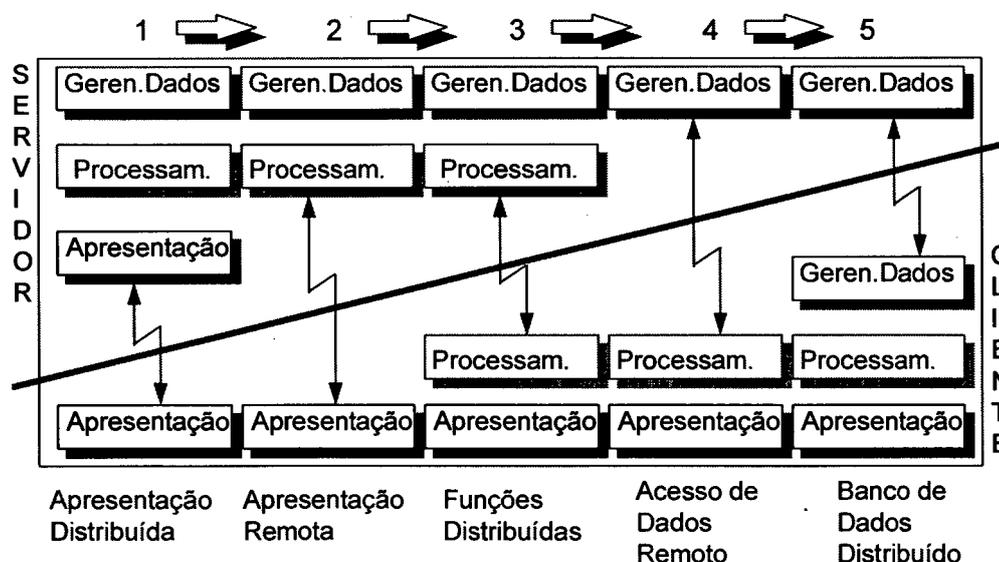 1 2 3 4 5
SERVIDOR
Geren.Dados Geren.Dados Geren.Dados Geren.Dados Geren.Dados
Processam. Processam. Processam.
Apresentação
Geren.Dados
Processam. Processam. Processam.
Apresentação Apresentação Apresentação Apresentação Apresentação
CLIENTE
Apresentação
Distribuída
Apresentação
Remota
Funções
Distribuídas
Acesso de
Dados
Remoto
Banco de
Dados
Distribuído